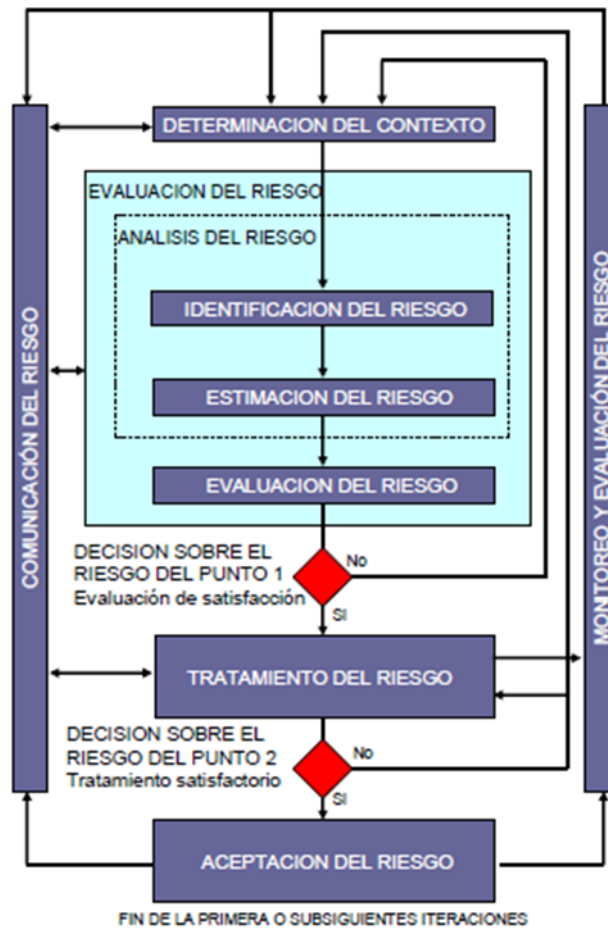 DETERMINACION DEL CONTEXTO
EVALUACION DEL RIESGO
ANALISIS DEL RIESGO
IDENTIFICACION DEL RIESGO
ESTIMACION DEL RIESGO
EVALUACION DEL RIESGO
DECISION SOBRE EL
RIESGO DEL PUNTO 1
Evaluación de satisfacción
No
SI
TRATAMIENTO DEL RIESGO
DECISION SOBRE EL
RIESGO DEL PUNTO 2
Tratamiento satisfactorio
No
SI
ACEPTACION DEL RIESGO
FIN DE LA PRIMERA O SUBSIGUIENTES ITERACIONES
COMUNICACIÓN DEL RIESGO
MONITOREO Y EVALUACIÓN DEL RIESGO